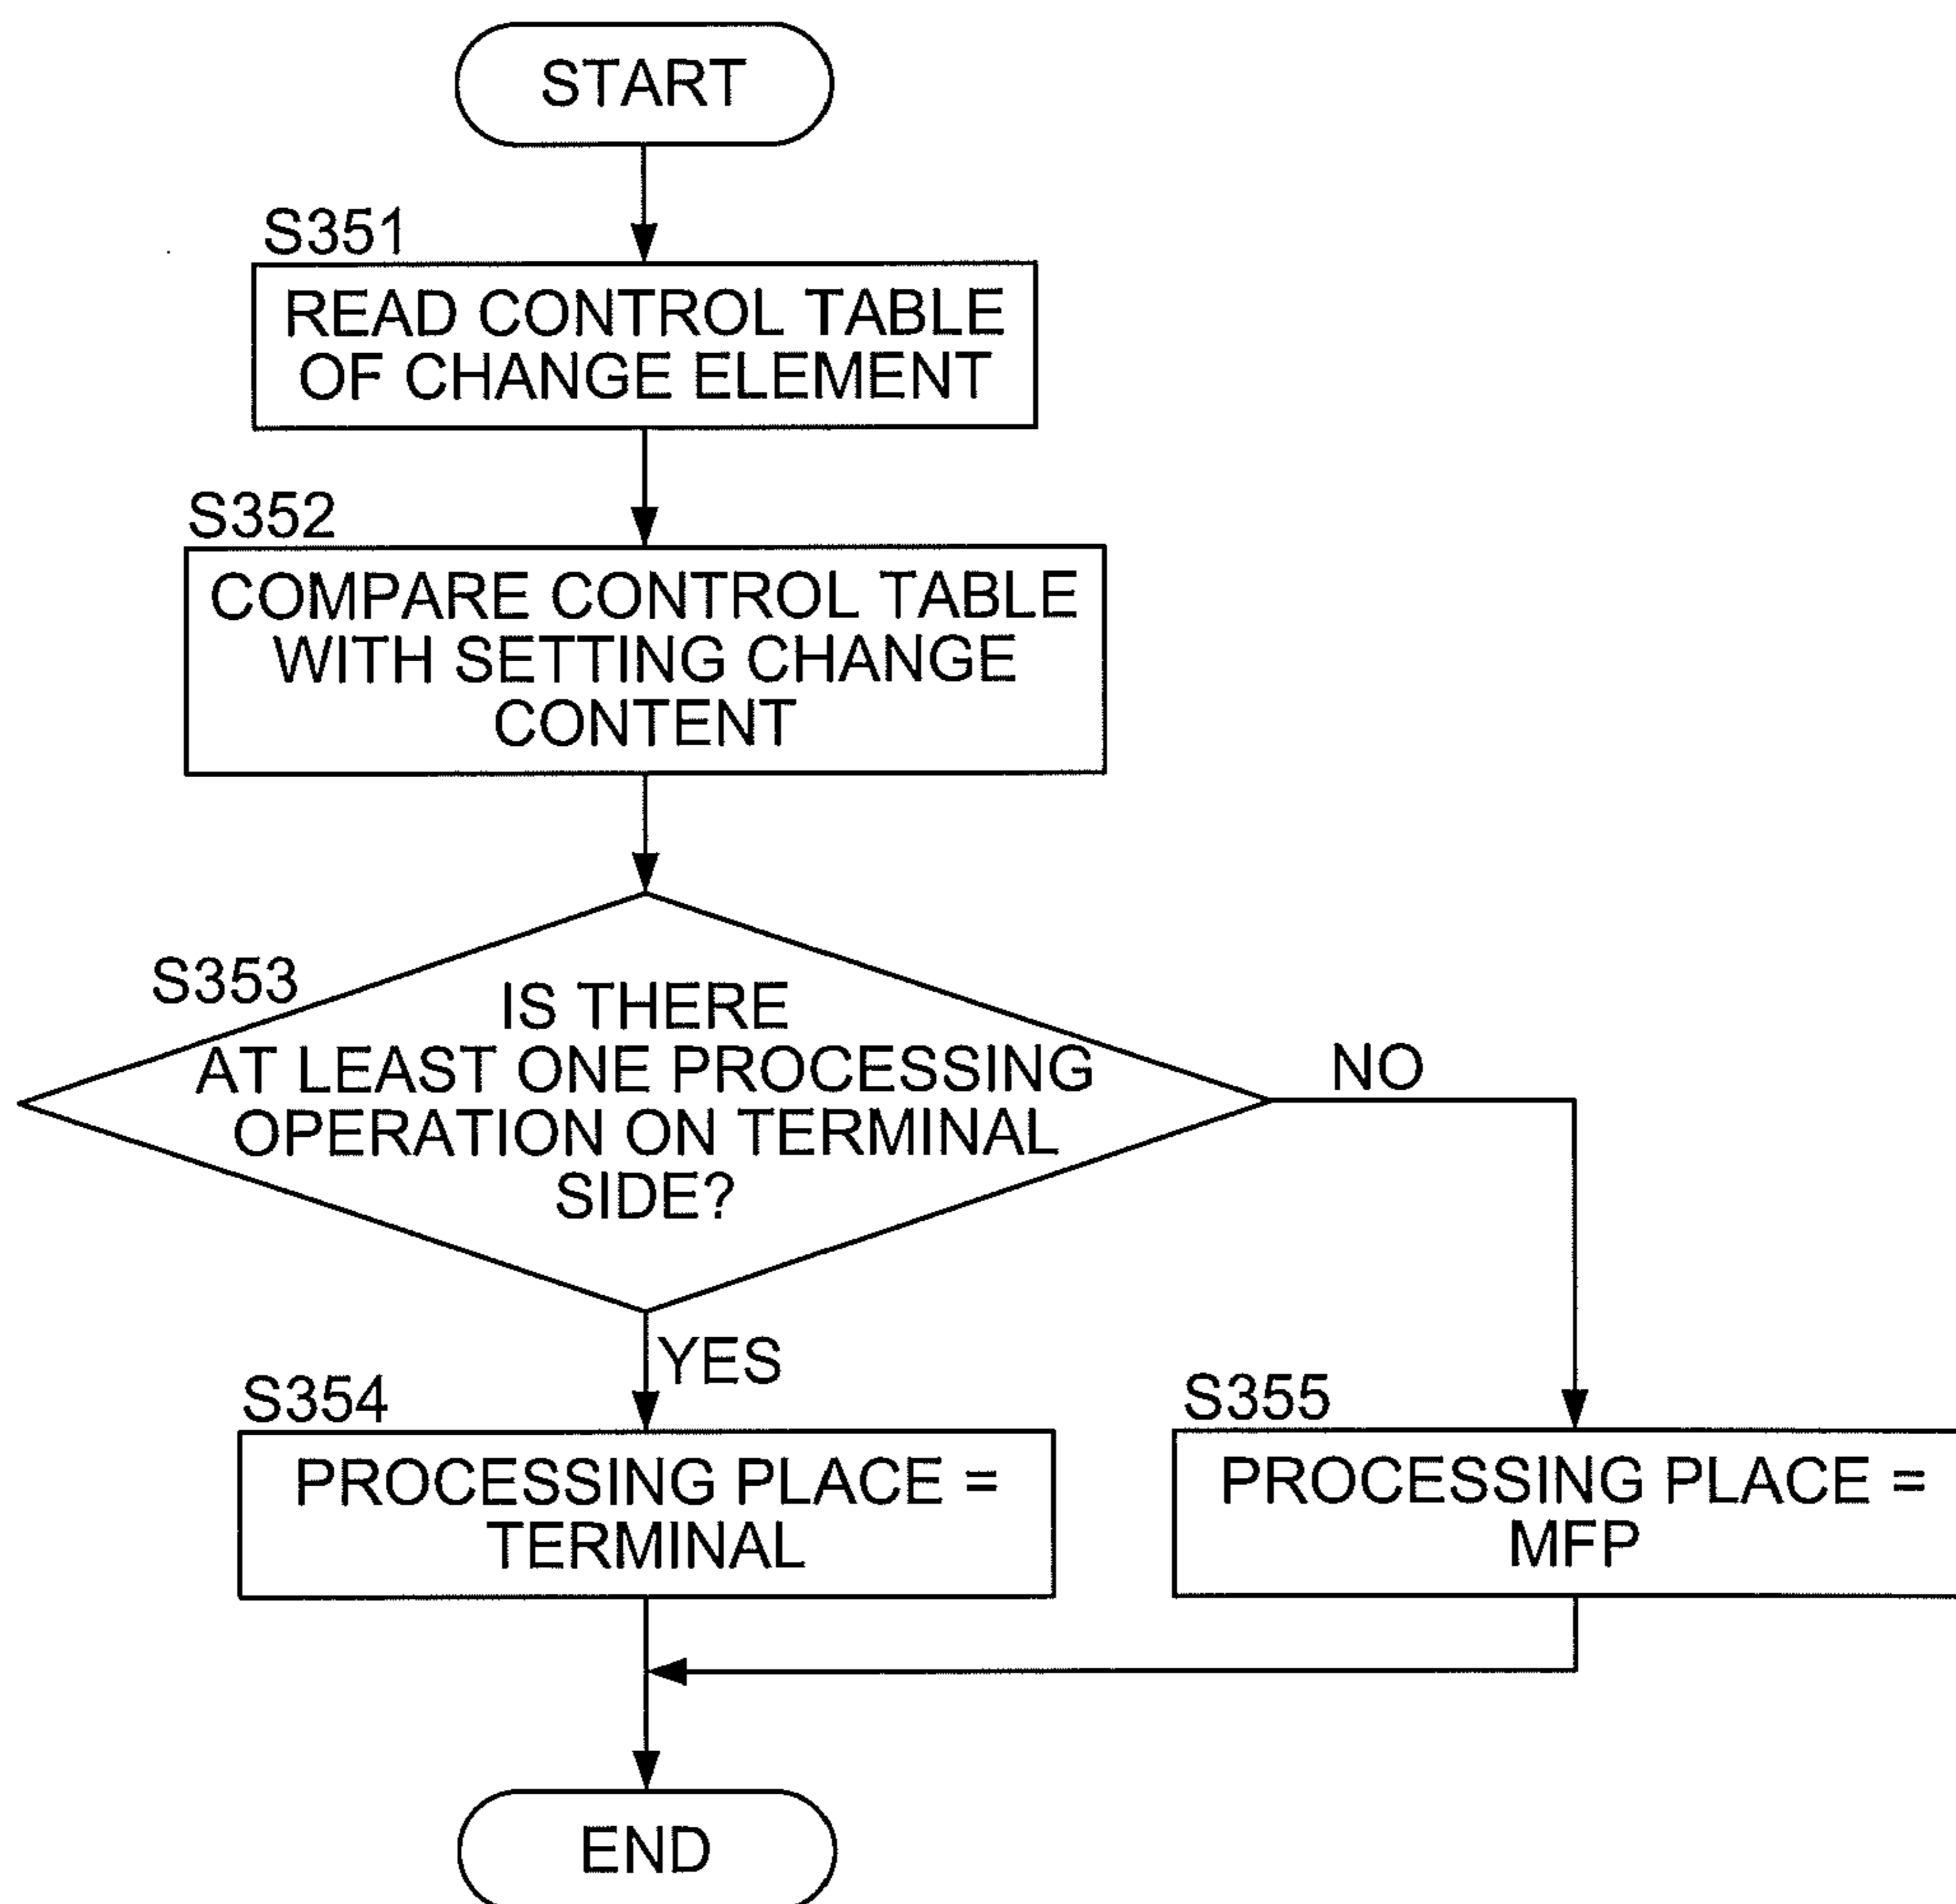 START
S351
READ CONTROL TABLE
OF CHANGE ELEMENT
S352
COMPARE CONTROL TABLE
WITH SETTING CHANGE
CONTENT
S353
IS THERE
AT LEAST ONE PROCESSING
OPERATION ON TERMINAL
SIDE?
NO
YES
S354
PROCESSING PLACE =
TERMINAL
S355
PROCESSING PLACE =
MFP
END